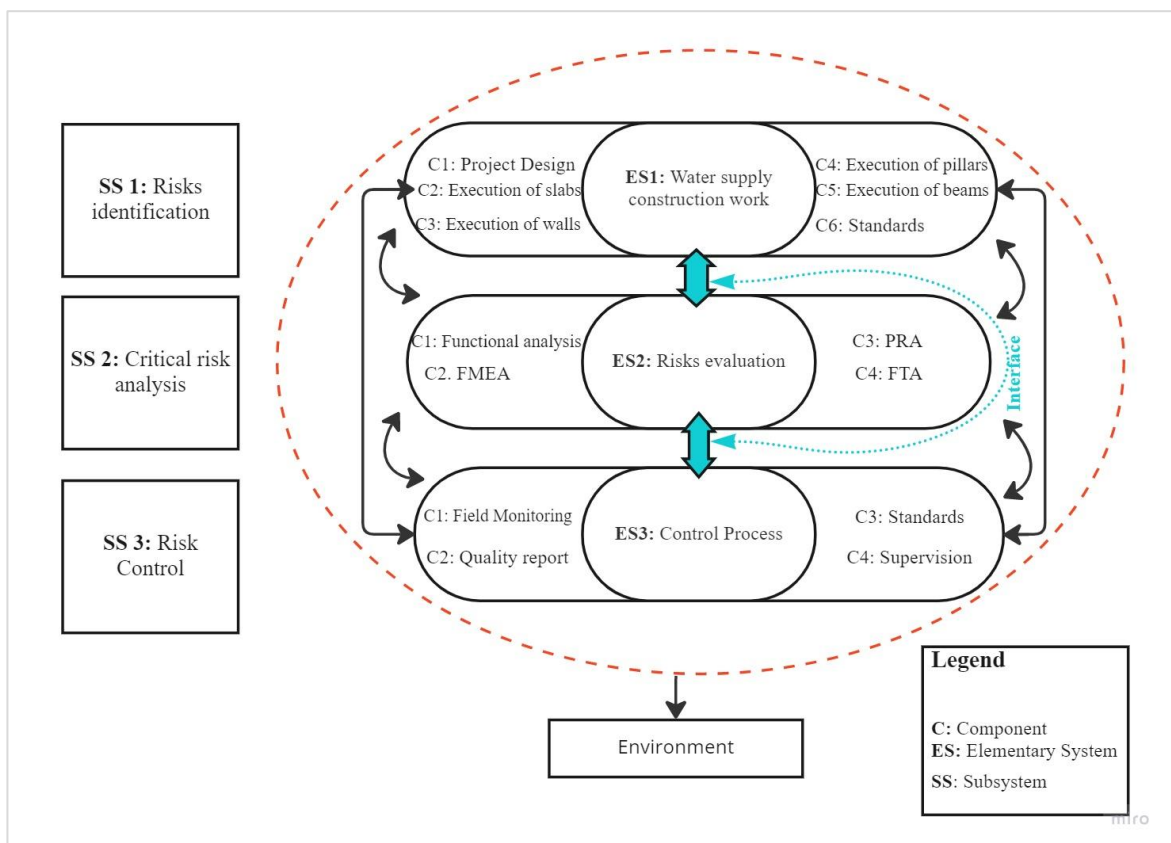 SS 1: Risks
identification
C1: Project Design
C2: Execution of slabs
C3: Execution of walls
ES1: Water supply
construction work
C4: Execution of pillars
C5: Execution of beams
C6: Standards
SS 2: Critical risk
analysis
C1: Functional analysis
C2. FMEA
ES2: Risks evaluation
C3: PRA
C4: FTA
Interface
SS 3: Risk
Control
C1: Field Monitoring
C2: Quality report
ES3: Control Process
C3: Standards
C4: Supervision
Environment
Legend
C: Component
ES: Elementary System
SS: Subsystem
miro